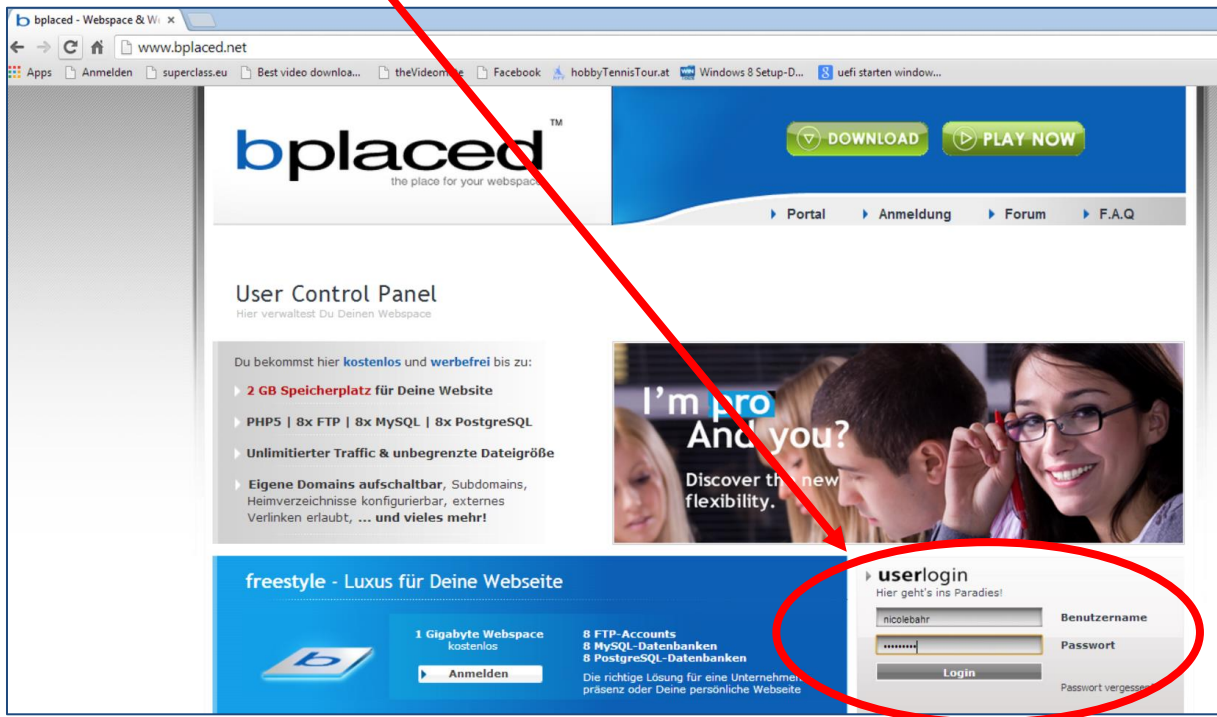 bplaced - Webspace & W
www.bplaced.net
Apps Anmelden superclass.eu Best video downloa... Facebook hobbyTennisTour.at Windows 8 Setup-D... uefi starten window...
bplaced TM
the place for your webspace
DOWNLOAD PLAY NOW
Portal Anmeldung Forum F.A.Q
User Control Panel
Hier verwaltest Du Deinen Webspace
Du bekommst hier kostenlos und werbefrei bis zu:
2 GB Speicherplatz für Deine Website
PHP5 | 8x FTP | 8x MySQL | 8x PostgreSQL
Unlimitierter Traffic & unbegrenzte Dateigröße
Eigene Domains aufschaltbar, Subdomains,
Heimverzeichnisse konfigurierbar, externes
Verlinken erlaubt, ... und vieles mehr!
I'm pro
And you?
Discover the new
flexibility.
freestyle - Luxus für Deine Webseite
1 Gigabyte Webspace
kostenlos
Anmelden
8 FTP-Accounts
8 MySQL-Datenbanken
8 PostgreSQL-Datenbanken
Die richtige Lösung für eine Unternehmen
präsenz oder Deine persönliche Webseite
userlogin
Hier geht's ins Paradies!
nicolebahr Benutzername
••••••••• Passwort
Login
Passwort vergessen